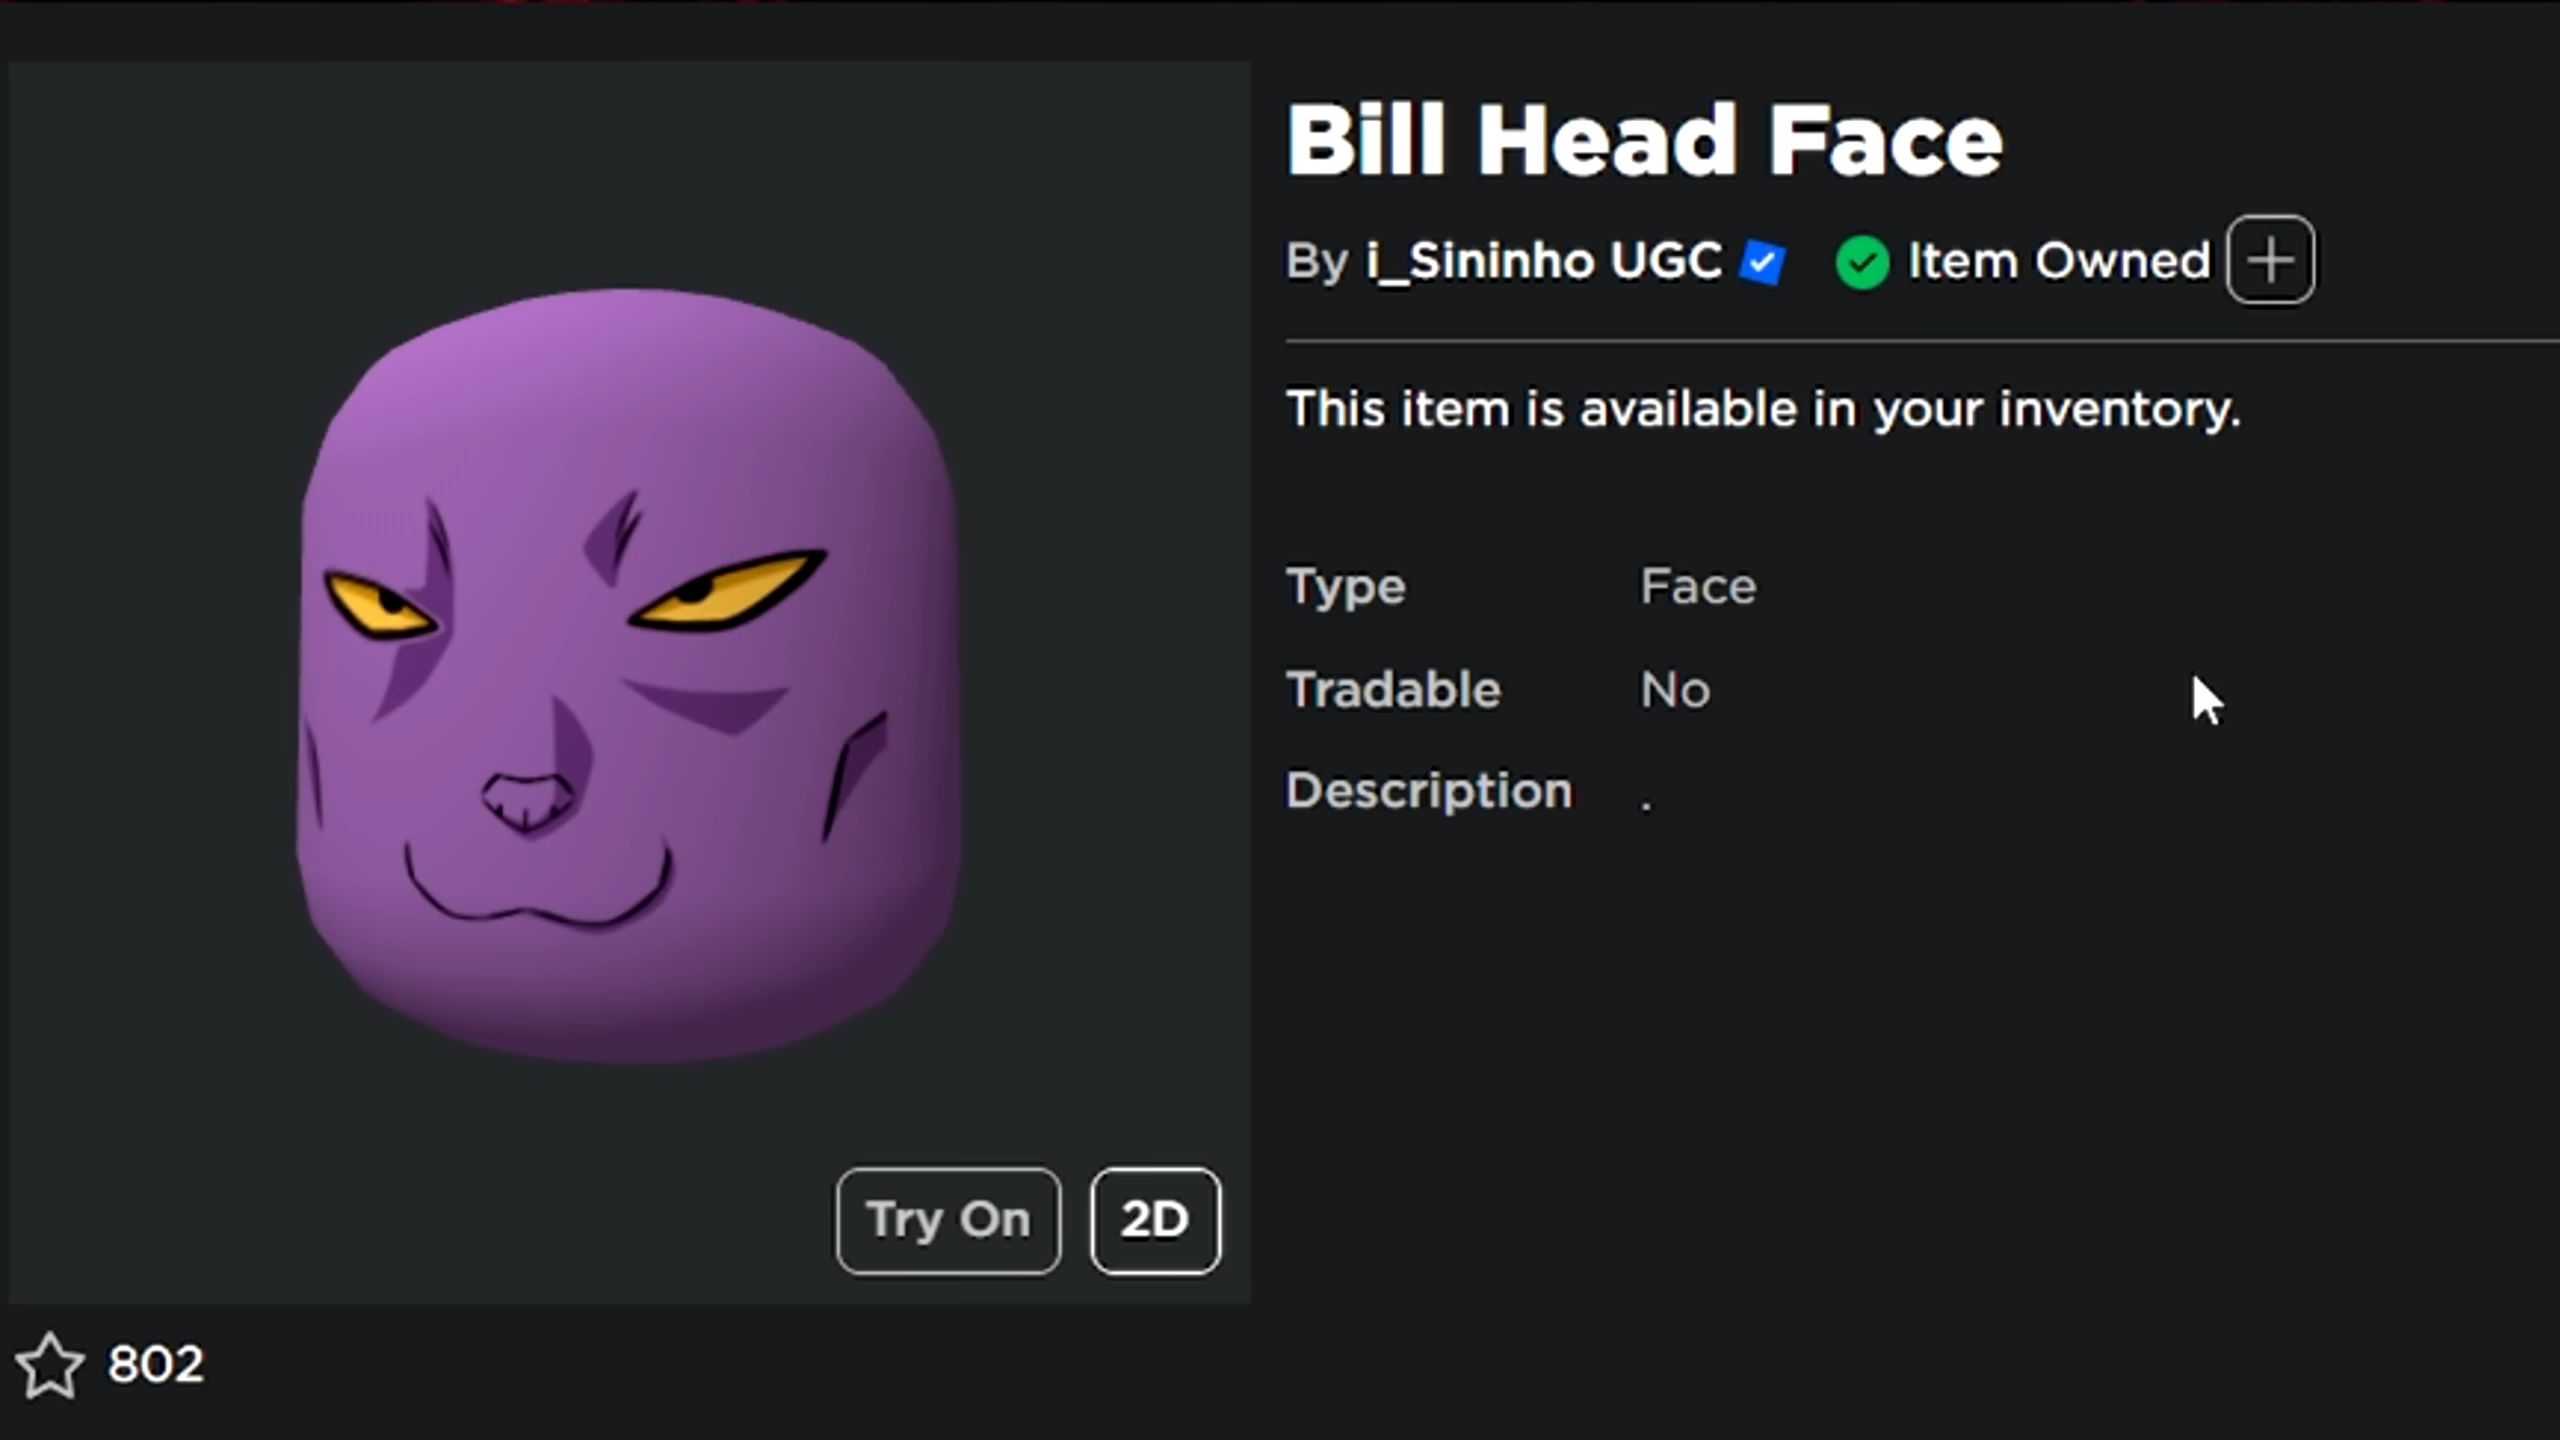 Bill Head Face
By i_Sininho UGC Item Owned
This item is available in your inventory.
Type Face
Tradable No
Description .
Try On 2D
802